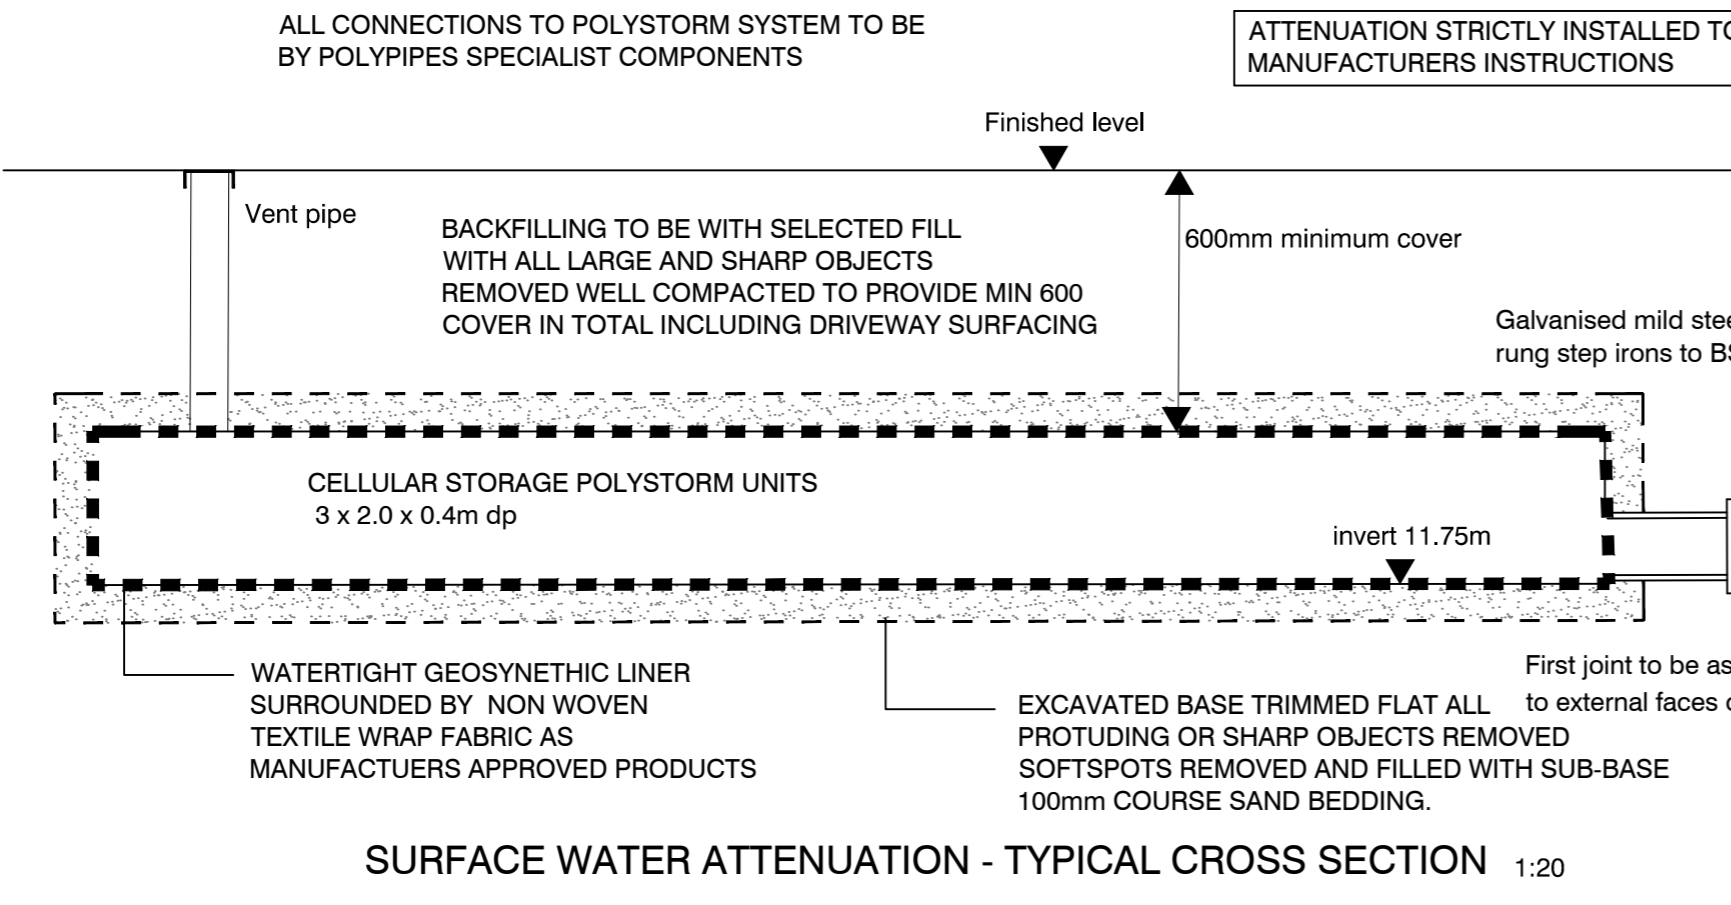 ALL CONNECTIONS TO POLYSTORM SYSTEM TO BE
BY POLYPIPES SPECIALIST COMPONENTS
ATTENUATION STRICTLY INSTALLED TO
MANUFACTURERS INSTRUCTIONS
Finished level
Vent pipe
BACKFILLING TO BE WITH SELECTED FILL
WITH ALL LARGE AND SHARP OBJECTS
REMOVED WELL COMPACTED TO PROVIDE MIN 600
COVER IN TOTAL INCLUDING DRIVEWAY SURFACING
600mm minimum cover
Galvanised mild stee
rung step irons to BS
CELLULAR STORAGE POLYSTORM UNITS
3 x 2.0 x 0.4m dp
invert 11.75m
WATERTIGHT GEOSYNETHIC LINER
SURROUNDED BY NON WOVEN
TEXTILE WRAP FABRIC AS
MANUFACTUERS APPROVED PRODUCTS
EXCAVATED BASE TRIMMED FLAT ALL
PROTUDING OR SHARP OBJECTS REMOVED
SOFTSPOTS REMOVED AND FILLED WITH SUB-BASE
100mm COURSE SAND BEDDING.
First joint to be as
to external faces
SURFACE WATER ATTENUATION - TYPICAL CROSS SECTION 1:20